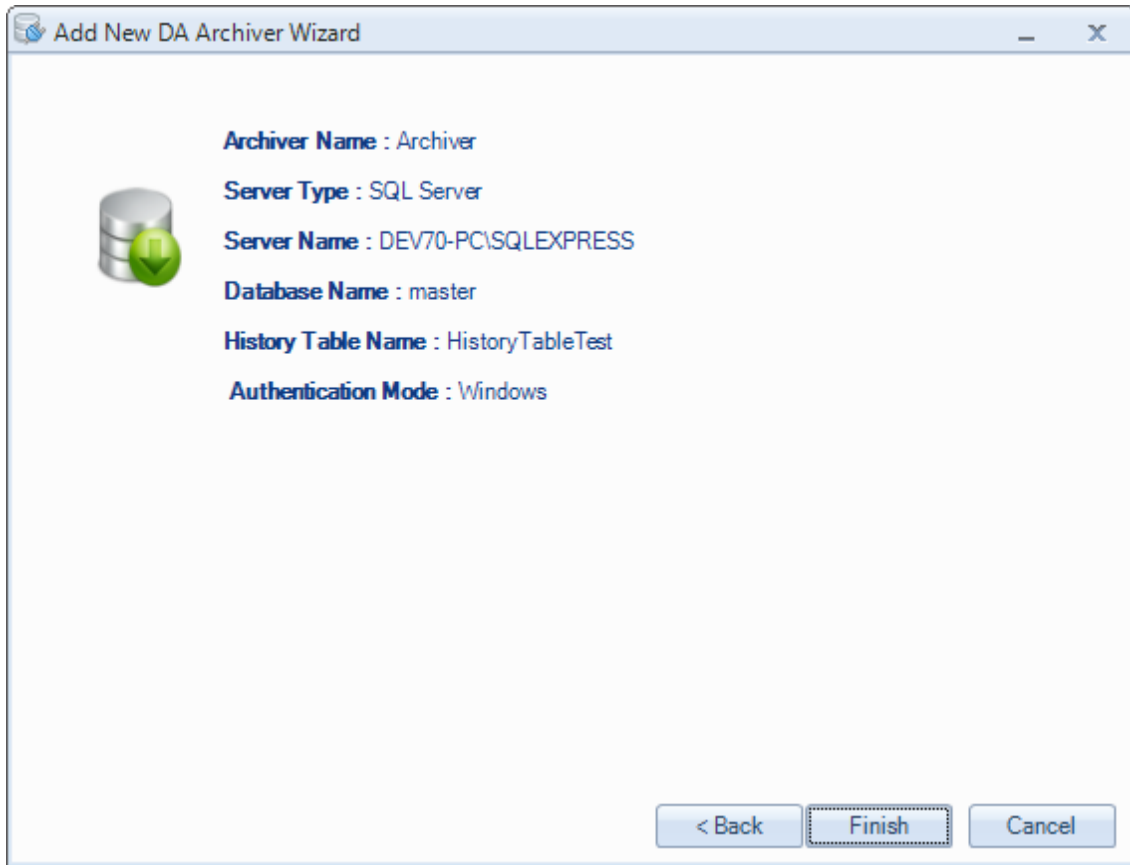 Add New DA Archiver Wizard
Archiver Name : Archiver
Server Type : SQL Server
Server Name : DEV70-PC\SQLEXPRESS
Database Name : master
History Table Name : HistoryTableTest
Authentication Mode : Windows
< Back Finish Cancel